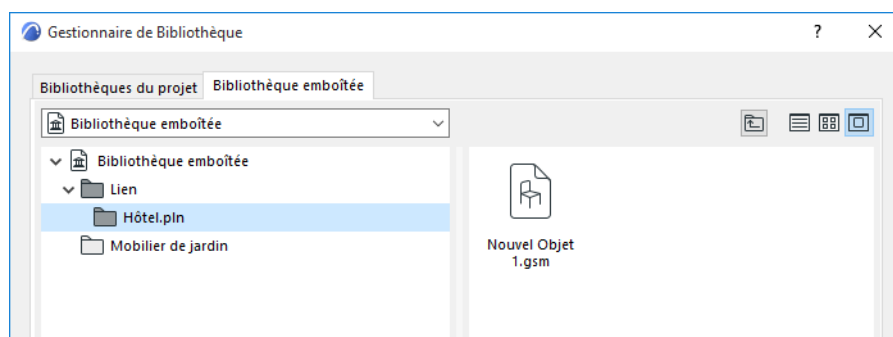 Gestionnaire de Bibliothèque
?
Bibliothèques du projet
Bibliothèque emboîtée
Bibliothèque emboîtée
Bibliothèque emboîtée
Lien
Hôtel.pln
Mobilier de jardin
Nouvel Objet
1.gsm